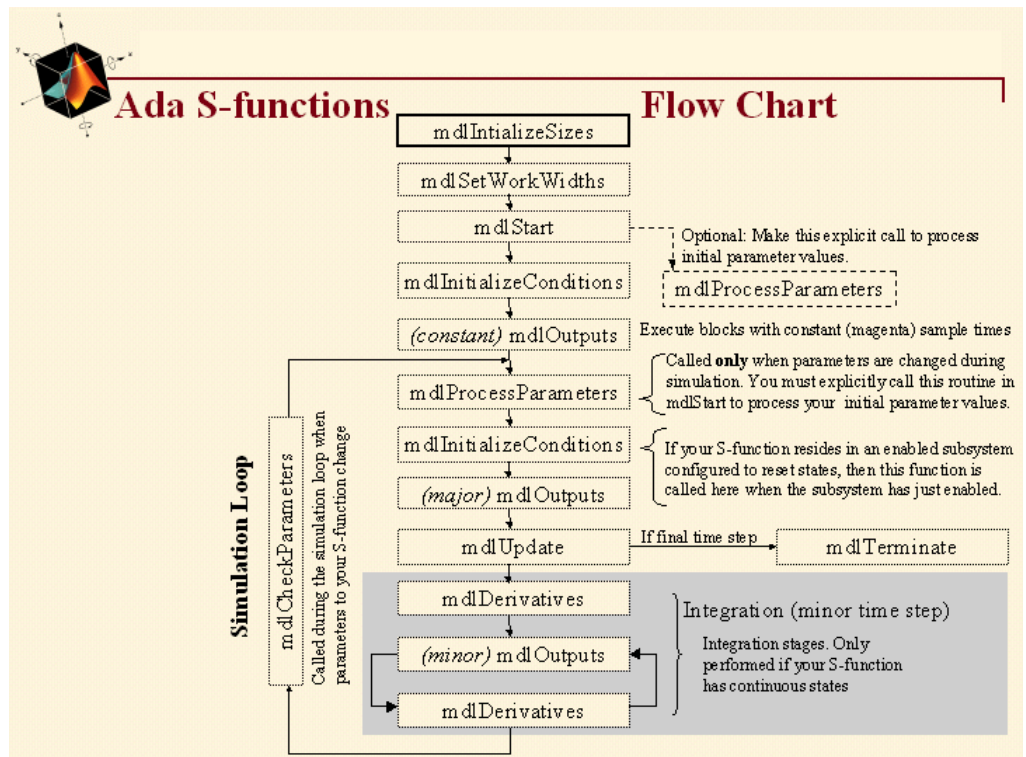 Ada S-functions
Flow Chart
mdlIntializeSizes
mdlSetWorkWidths
mdlStart
Optional: Make this explicit call to process
initial parameter values.
mdlProcessParameters
mdlInitializeConditions
(constant) mdlOutputs
Execute blocks with constant (magenta) sample times
mdlProcessParameters
Called only when parameters are changed during
simulation. You must explicitly call this routine in
mdlStart to process your initial parameter values.
mdlInitializeConditions
If your S-function resides in an enabled subsystem
configured to reset states, then this function is
called here when the subsystem has just enabled.
(major) mdlOutputs
mdlUpdate
If final time step
mdlTerminate
Simulation Loop
mdlCheckParameters
Called during the simulation loop when
parameters to your S-function change
mdlDerivatives
Integration (minor time step)
(minor) mdlOutputs
Integration stages. Only
performed if your S-function
has continuous states
mdlDerivatives